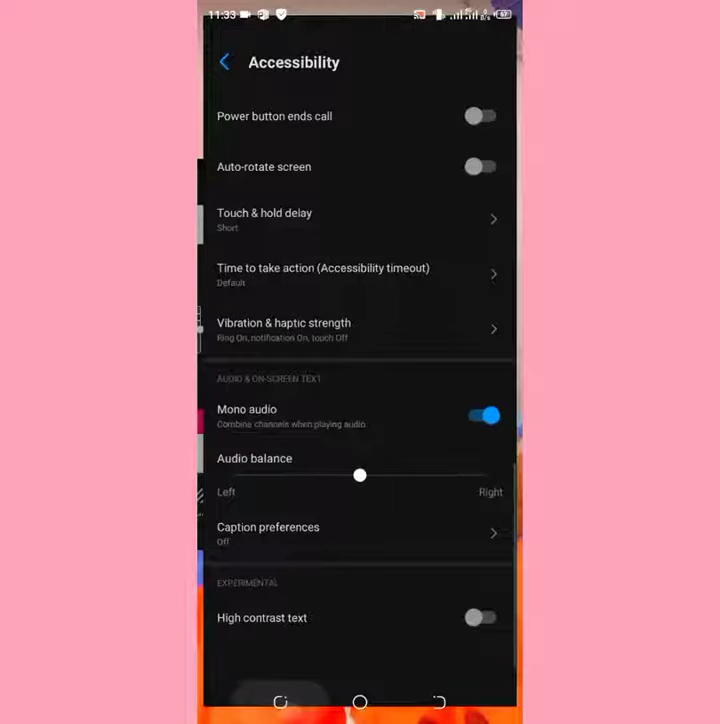 11:33
67
Accessibility
Power button ends call
Auto-rotate screen
Touch & hold delay
Short
Time to take action (Accessibility timeout)
Default
Vibration & haptic strength
Ring On, notification On, touch Off
AUDIO & ON-SCREEN TEXT
Mono audio
Combine channels when playing audio
Audio balance
Left Right
Caption preferences
Off
EXPERIMENTAL
High contrast text